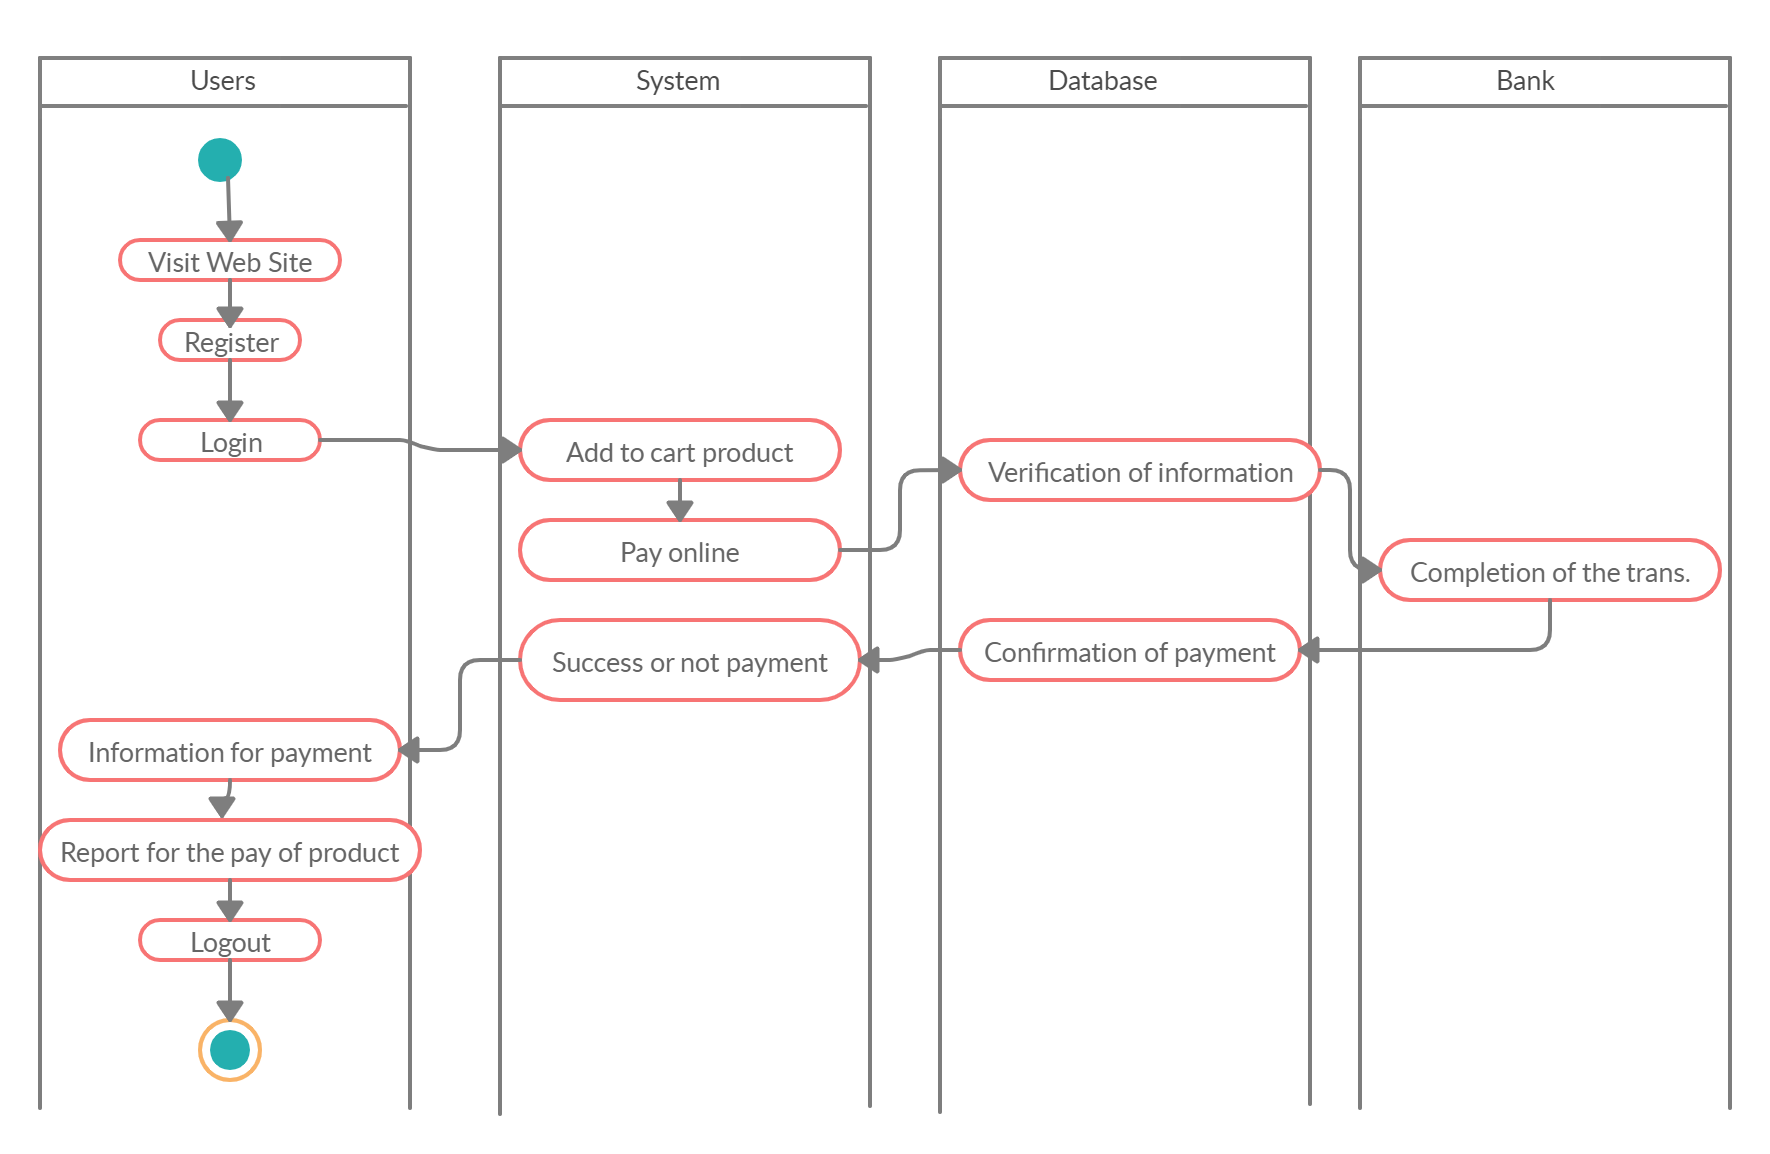 Users
System
Database
Bank
Visit Web Site
Register
Login
Add to cart product
Verification of information
Pay online
Completion of the trans.
Confirmation of payment
Success or not payment
Information for payment
Report for the pay of product
Logout